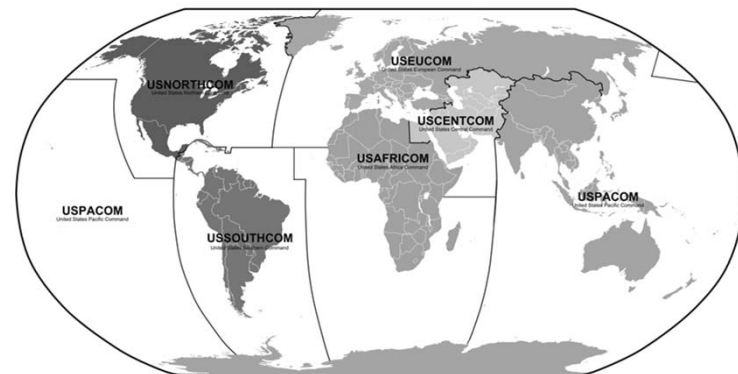 USNORTHCOM
United States Northern Command
USEUCOM
United States European Command
USCENTCOM
United States Central Command
USAFRICOM
United States Africa Command
USPACOM
United States Pacific Command
USPACOM
United States Pacific Command
USSOUTHCOM
United States Southern Command